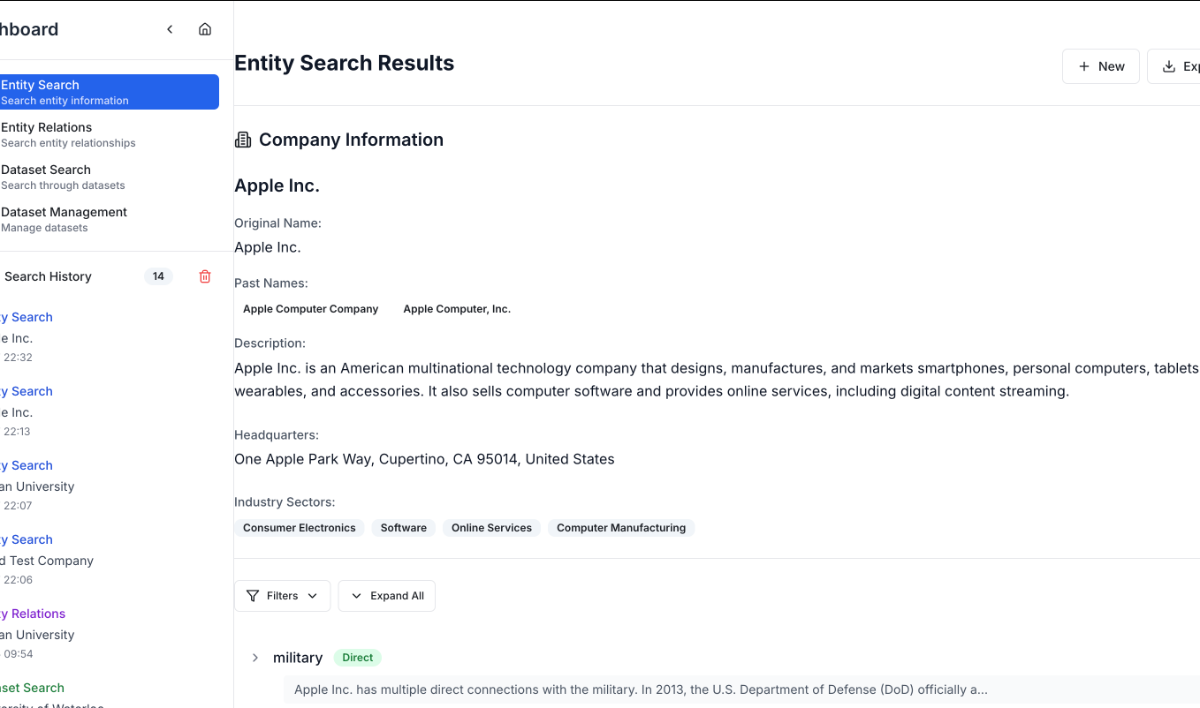 hboard
Entity Search
Search entity information
Entity Relations
Search entity relationships
Dataset Search
Search through datasets
Dataset Management
Manage datasets
Search History 14
y Search
e Inc.
22:32
y Search
e Inc.
22:13
y Search
an University
22:07
y Search
d Test Company
22:06
y Relations
an University
09:54
set Search
Entity Search Results
New
Exp
Company Information
Apple Inc.
Original Name:
Apple Inc.
Past Names:
Apple Computer Company Apple Computer, Inc.
Description:
Apple Inc. is an American multinational technology company that designs, manufactures, and markets smartphones, personal computers, tablets
wearables, and accessories. It also sells computer software and provides online services, including digital content streaming.
Headquarters:
One Apple Park Way, Cupertino, CA 95014, United States
Industry Sectors:
Consumer Electronics Software Online Services Computer Manufacturing
Filters Expand All
military Direct
Apple Inc. has multiple direct connections with the military. In 2013, the U.S. Department of Defense (DoD) officially a...